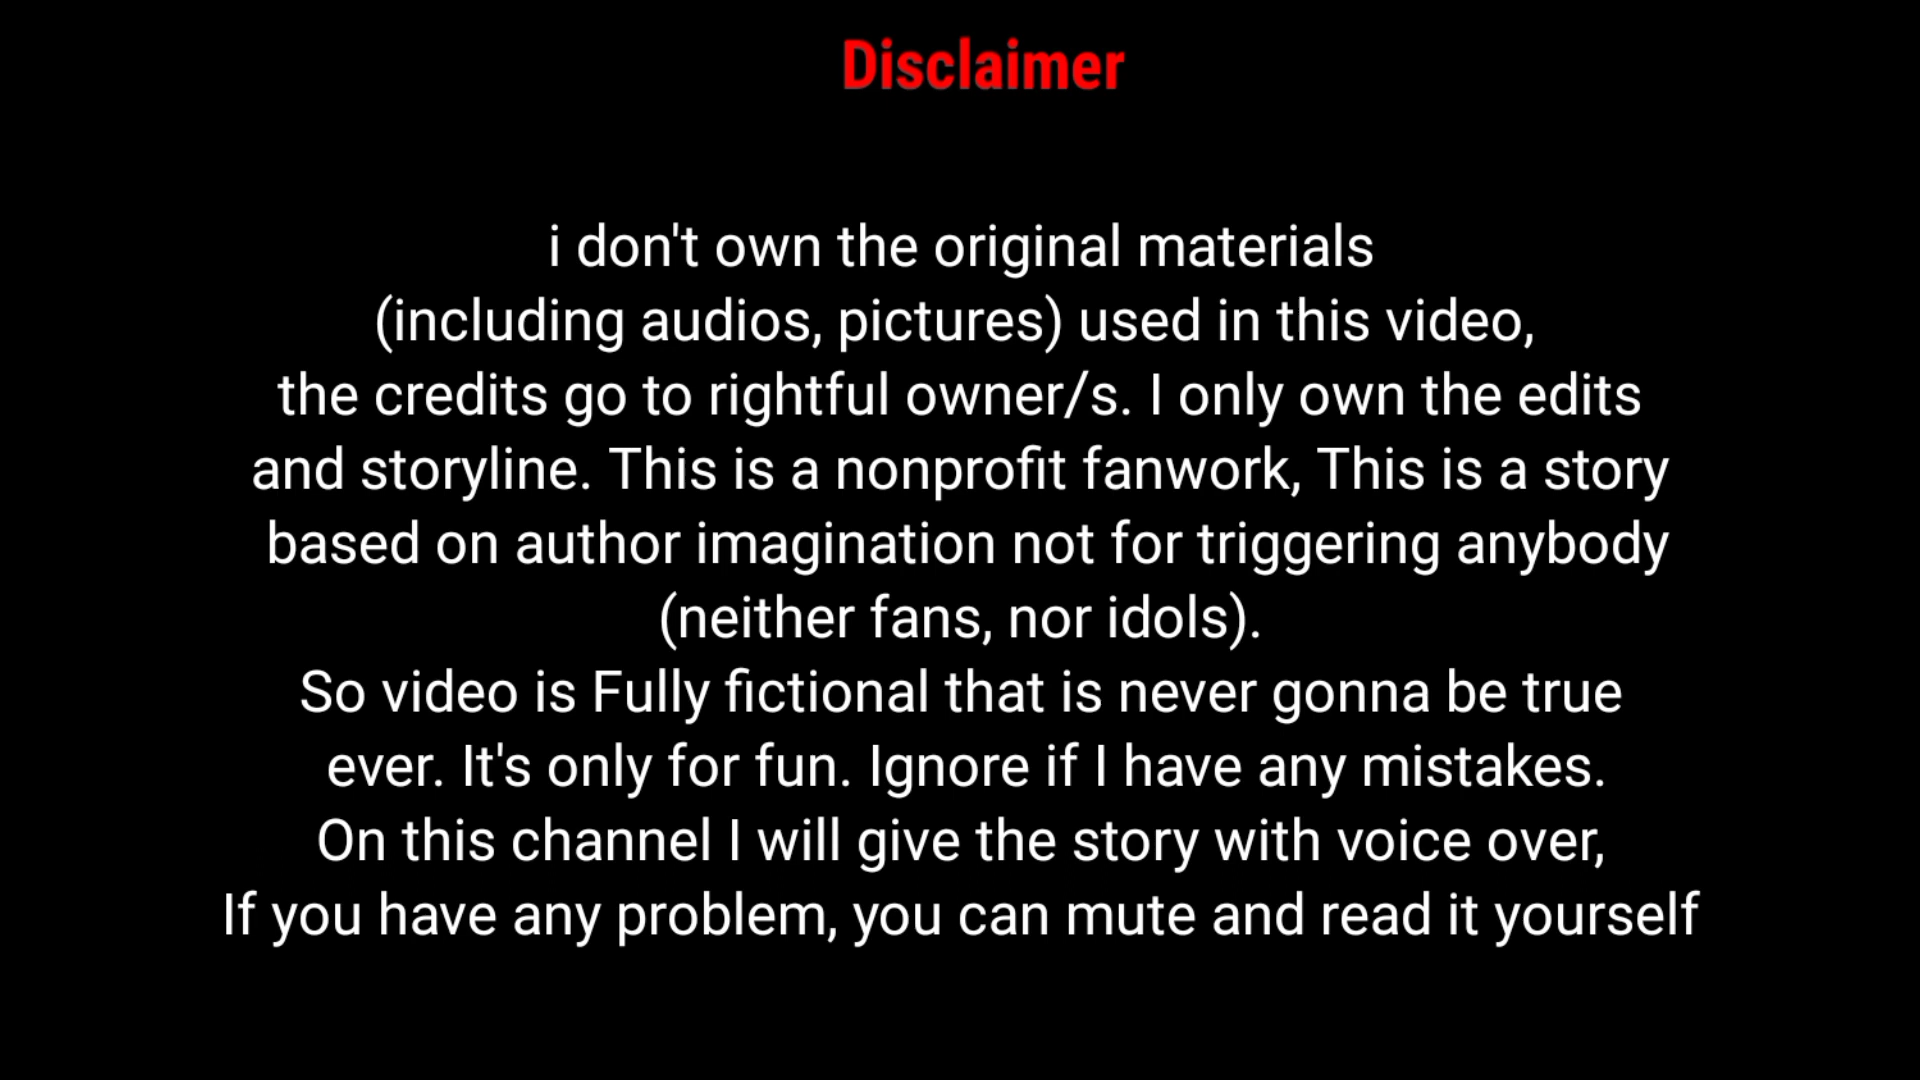 Disclaimer
i don't own the original materials
(including audios, pictures) used in this video,
the credits go to rightful owner/s. I only own the edits
and storyline. This is a nonprofit fanwork, This is a story
based on author imagination not for triggering anybody
(neither fans, nor idols).
So video is Fully fictional that is never gonna be true
ever. It's only for fun. Ignore if I have any mistakes.
On this channel I will give the story with voice over,
If you have any problem, you can mute and read it yourself